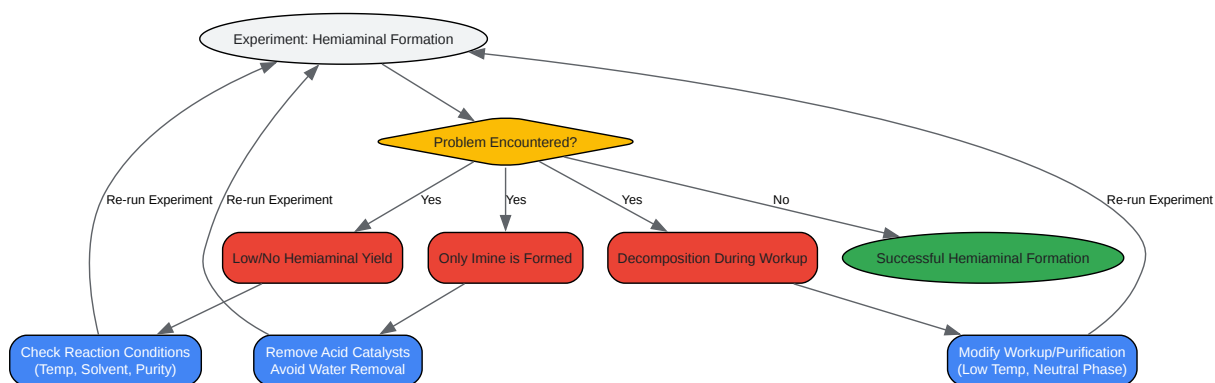 Experiment: Hemiaminal Formation
Problem Encountered?
Re-run Experiment
Re-run Experiment
Yes
Yes
Yes
No
Re-run Experiment
Low/No Hemiaminal Yield
Only Imine is Formed
Decomposition During Workup
Successful Hemiaminal Formation
Check Reaction Conditions
(Temp, Solvent, Purity)
Remove Acid Catalysts
Avoid Water Removal
Modify Workup/Purification
(Low Temp, Neutral Phase)